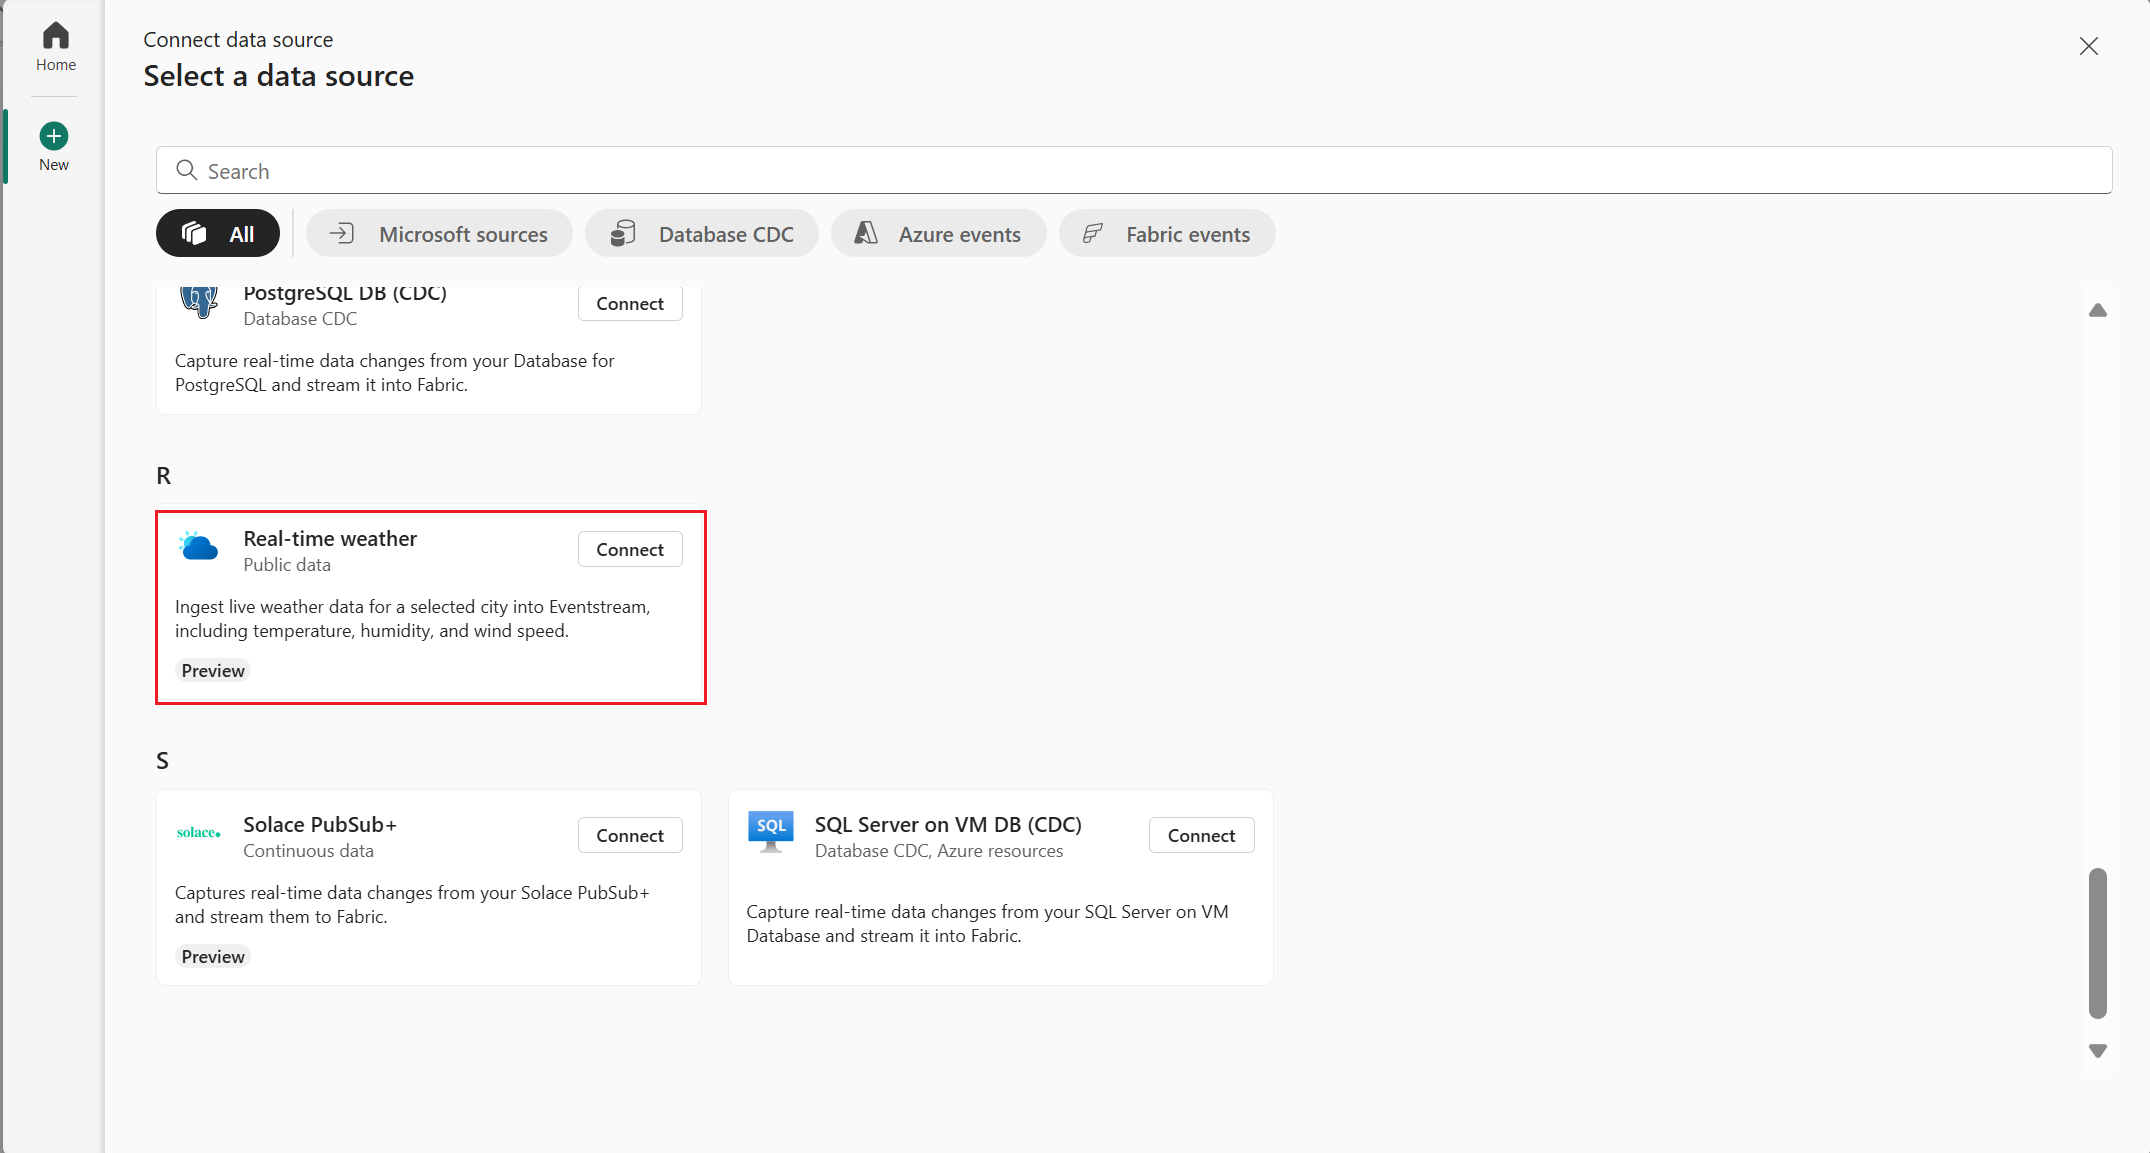 Home
New
Connect data source
Select a data source
Search
All
Microsoft sources
Database CDC
Azure events
Fabric events
PostgreSQL DB (CDC)
Database CDC
Connect
Capture real-time data changes from your Database for
PostgreSQL and stream it into Fabric.
R
Real-time weather
Public data
Connect
Ingest live weather data for a selected city into Eventstream,
including temperature, humidity, and wind speed.
Preview
S
solace.
Solace PubSub+
Continuous data
Connect
Captures real-time data changes from your Solace PubSub+
and stream them to Fabric.
Preview
SQL
SQL Server on VM DB (CDC)
Database CDC, Azure resources
Connect
Capture real-time data changes from your SQL Server on VM
Database and stream it into Fabric.